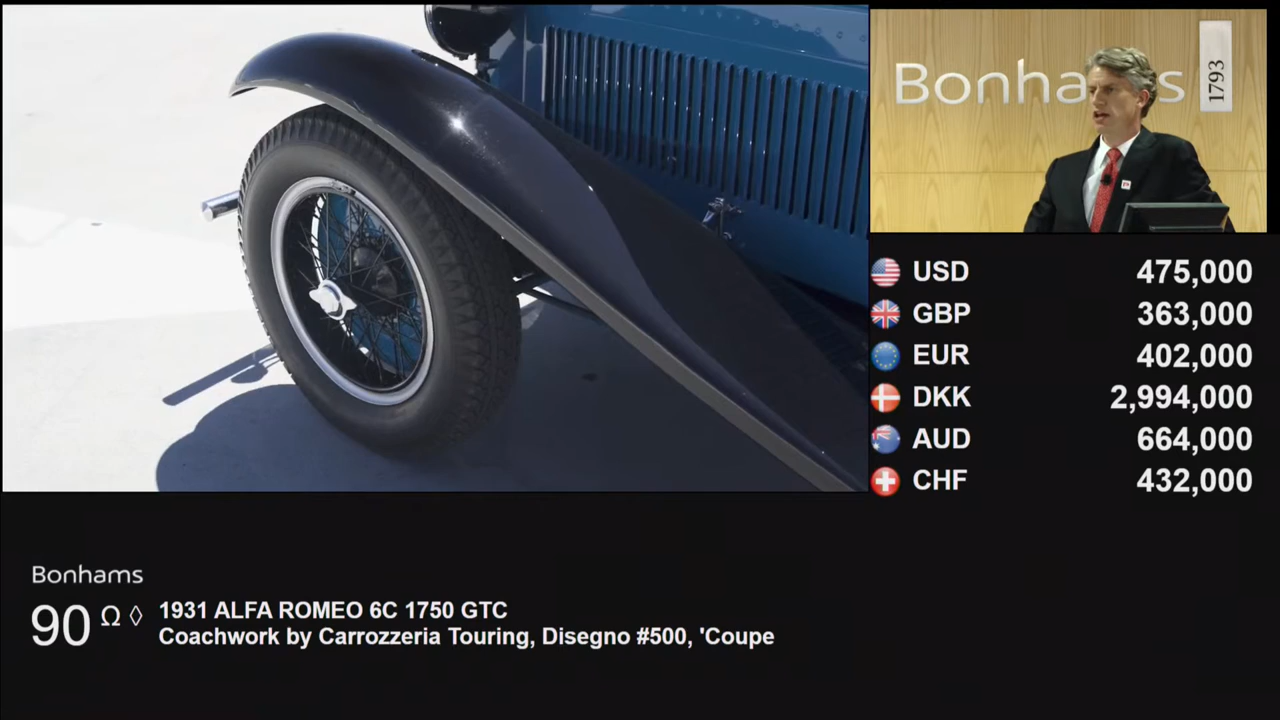 Bonhams
1793
USD 475,000
GBP 363,000
EUR 402,000
DKK 2,994,000
AUD 664,000
CHF 432,000
Bonhams
90 Ω ◊
1931 ALFA ROMEO 6C 1750 GTC
Coachwork by Carrozzeria Touring, Disegno #500, 'Coupe